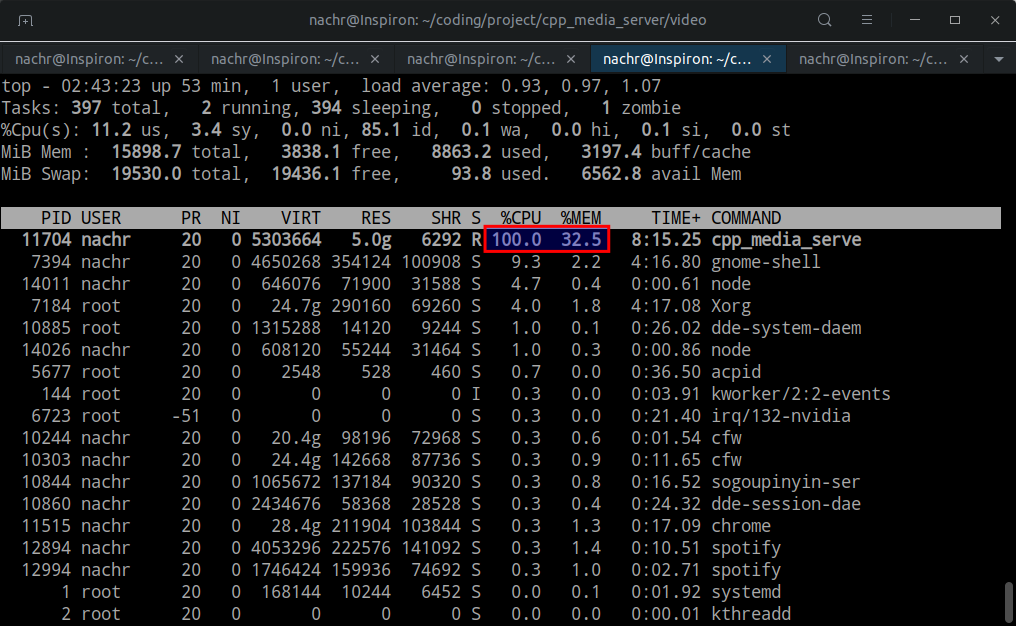 nachr@Inspiron: ~/coding/project/cpp_media_server/video
nachr@Inspiron: ~/c... × nachr@Inspiron: ~/c... × nachr@Inspiron: ~/c... × nachr@Inspiron: ~/c... × nachr@Inspiron: ~/c... ×
top - 02:43:23 up 53 min,  1 user,  load average: 0.93, 0.97, 1.07
Tasks: 397 total,   2 running, 394 sleeping,   0 stopped,   1 zombie
%Cpu(s): 11.2 us,  3.4 sy,  0.0 ni, 85.1 id,  0.1 wa,  0.0 hi,  0.1 si,  0.0 st
MiB Mem :  15898.7 total,   3838.1 free,   8863.2 used,   3197.4 buff/cache
MiB Swap:  19530.0 total,  19436.1 free,     93.8 used.   6562.8 avail Mem
PID USER PR NI VIRT RES SHR S %CPU %MEM TIME+ COMMAND
11704 nachr 20 0 5303664 5.0g 6292 R 100.0 32.5 8:15.25 cpp_media_serve
7394 nachr 20 0 4650268 354124 100908 S 9.3 2.2 4:16.80 gnome-shell
14011 nachr 20 0 646076 71900 31588 S 4.7 0.4 0:00.61 node
7184 root 20 0 24.7g 290160 69260 S 4.0 1.8 4:17.08 Xorg
10885 root 20 0 1315288 14120 9244 S 1.0 0.1 0:26.02 dde-system-daem
14026 nachr 20 0 608120 55244 31464 S 1.0 0.3 0:00.86 node
5677 root 20 0 2548 528 460 S 0.7 0.0 0:36.50 acpid
144 root 20 0 0 0 0 I 0.3 0.0 0:03.91 kworker/2:2-events
6723 root -51 0 0 0 0 S 0.3 0.0 0:21.40 irq/132-nvidia
10244 nachr 20 0 20.4g 98196 72968 S 0.3 0.6 0:01.54 cfw
10303 nachr 20 0 24.4g 142668 87736 S 0.3 0.9 0:11.65 cfw
10844 nachr 20 0 1065672 137184 90320 S 0.3 0.8 0:16.52 sogoupinyin-ser
10860 nachr 20 0 2434676 58368 28528 S 0.3 0.4 0:24.32 dde-session-dae
11515 nachr 20 0 28.4g 211904 103844 S 0.3 1.3 0:17.09 chrome
12894 nachr 20 0 4053296 222576 141092 S 0.3 1.4 0:10.51 spotify
12994 nachr 20 0 1746424 159936 74692 S 0.3 1.0 0:02.71 spotify
1 root 20 0 168144 10244 6452 S 0.0 0.1 0:01.92 systemd
2 root 20 0 0 0 0 S 0.0 0.0 0:00.01 kthreadd